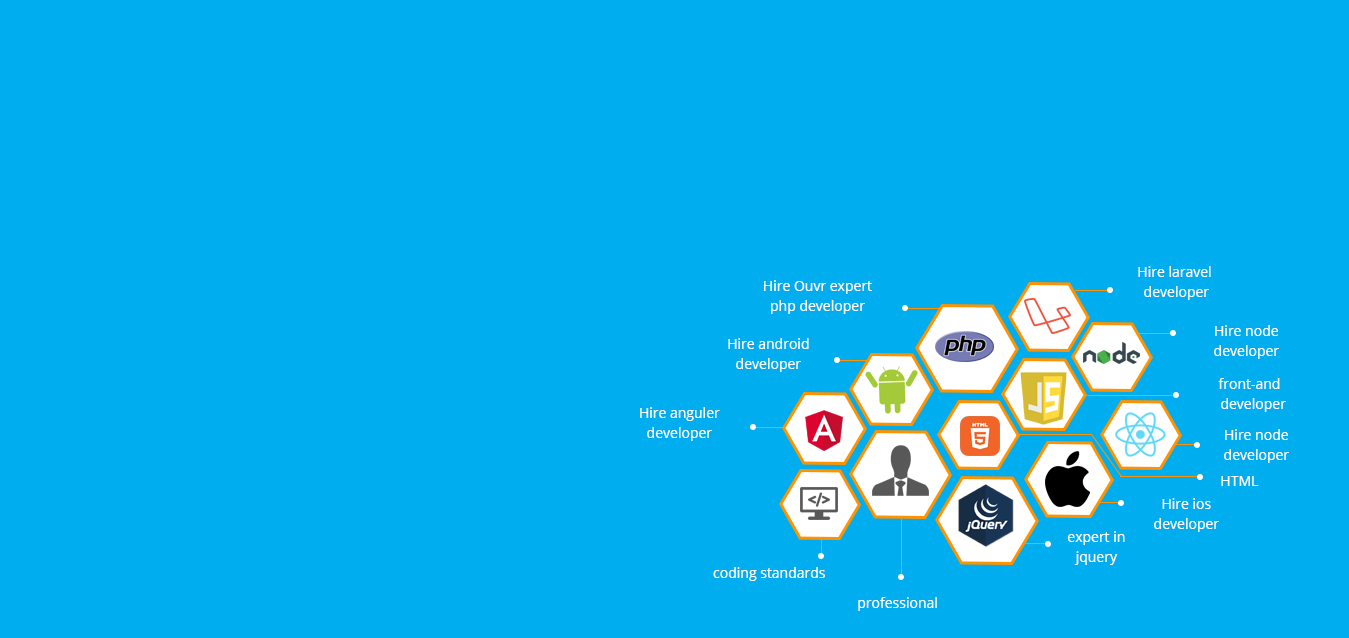 Hire laravel
developer
Hire Ouvr expert
php developer
php
Hire node
developer
node
Hire android
developer
front-and
developer
JS
Hire anguler
developer
A
HTML
5
Hire node
developer
HTML
</>
jQuery
Hire ios
developer
expert in
jquery
coding standards
professional